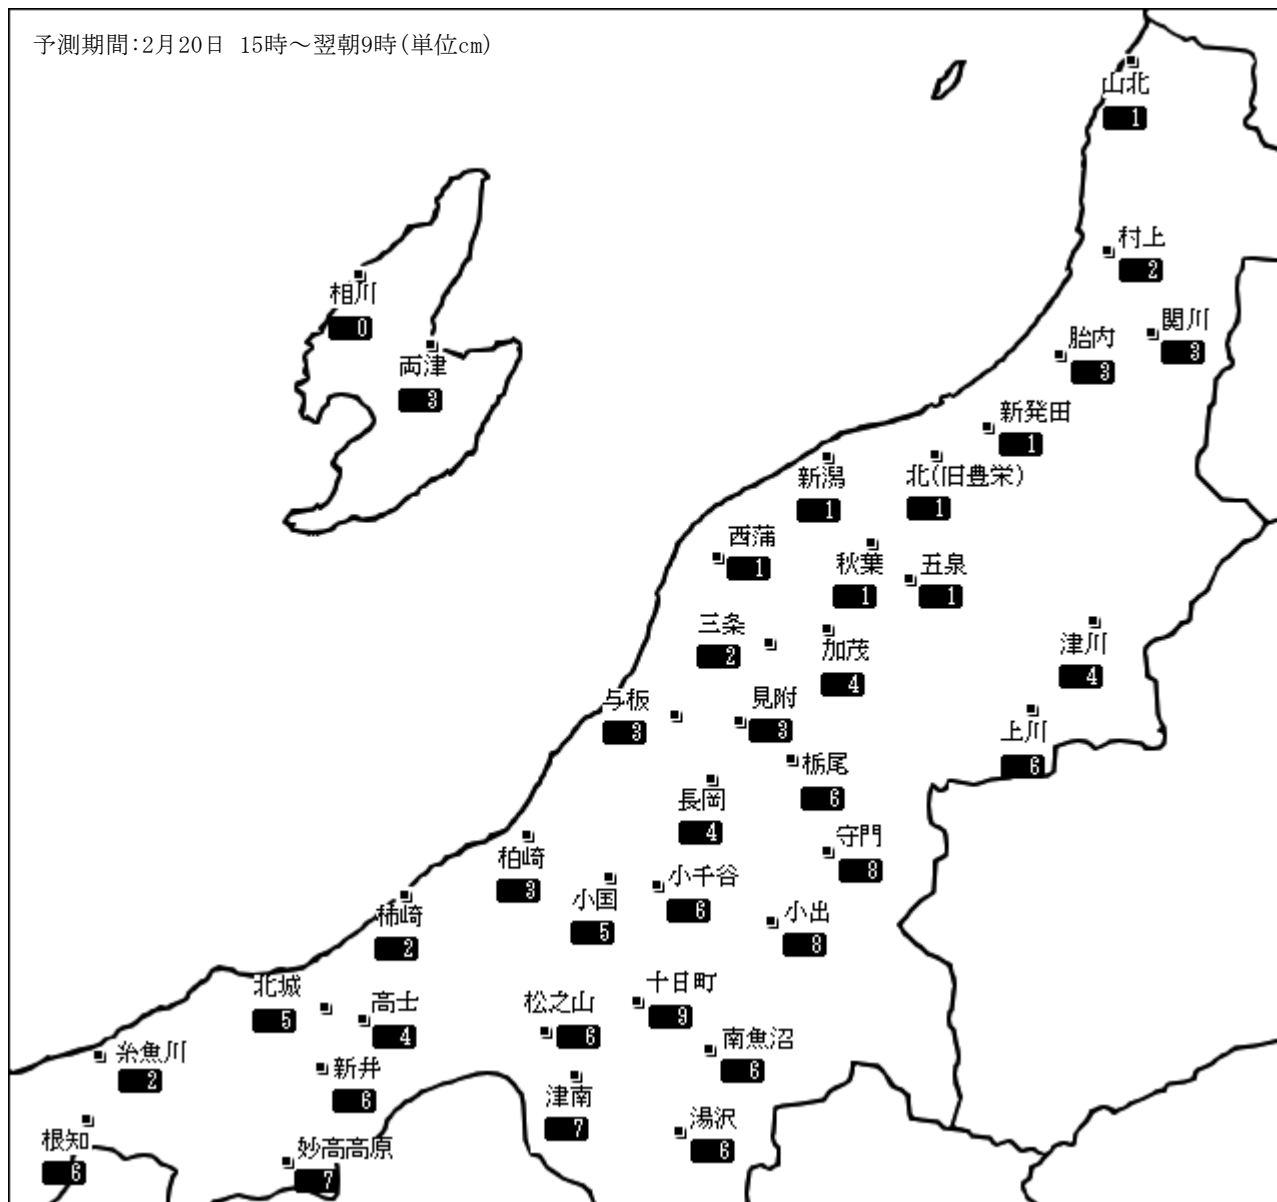 予測期間:2月20日 15時～翌朝9時(単位cm)
山北
1
村上
2
相川
0
関川
3
胎内
3
両津
3
新発田
1
新潟
1
北(旧豊栄)
1
西蒲
1
秋葉
1
五泉
1
三条
2
加茂
4
津川
4
与板
3
見附
3
上川
6
栃尾
6
長岡
4
守門
8
柏崎
3
小千谷
6
小国
5
小出
8
柿崎
2
北城
5
高士
4
松之山
6
十日町
9
南魚沼
6
糸魚川
2
新井
6
津南
7
湯沢
6
根知
6
妙高高原
7